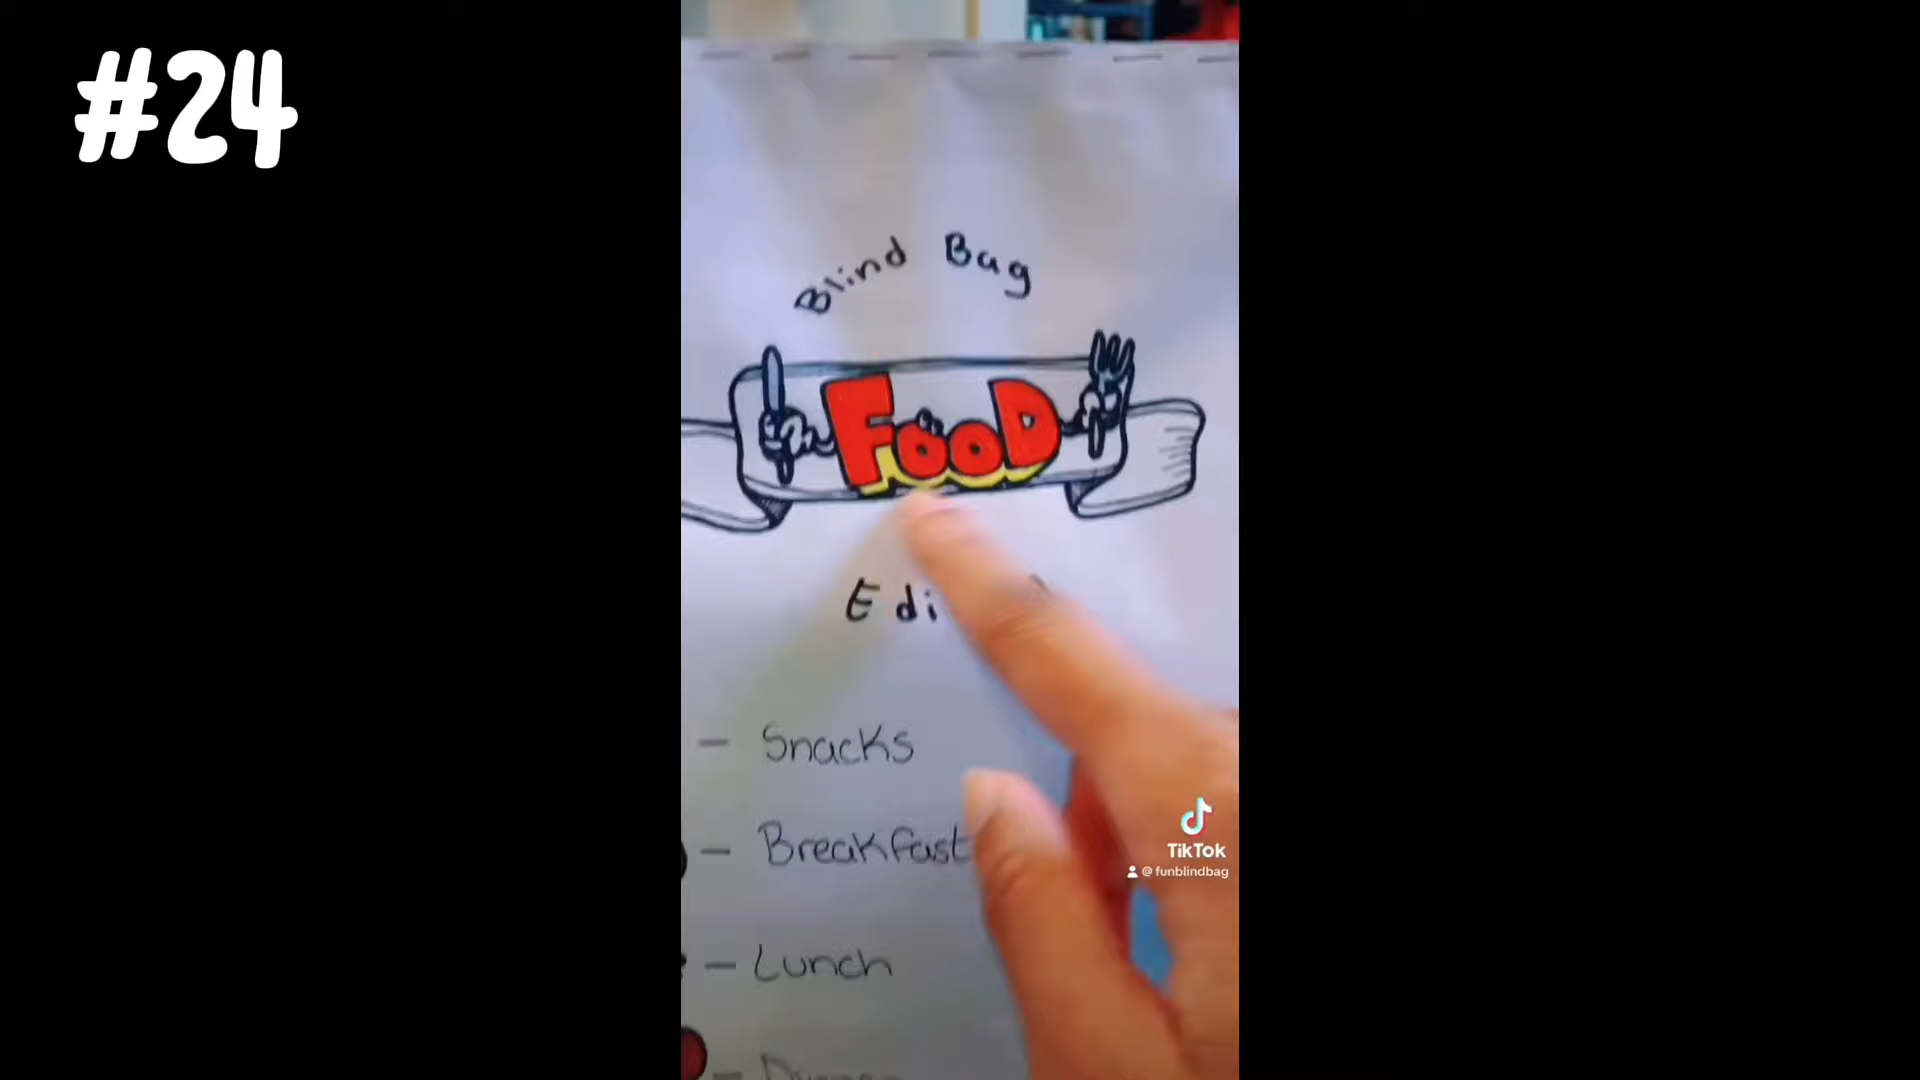 #24
Blind Bag
FOOD
Edi
- Snacks
- Breakfast
- Lunch
TikTok
@funblindbag